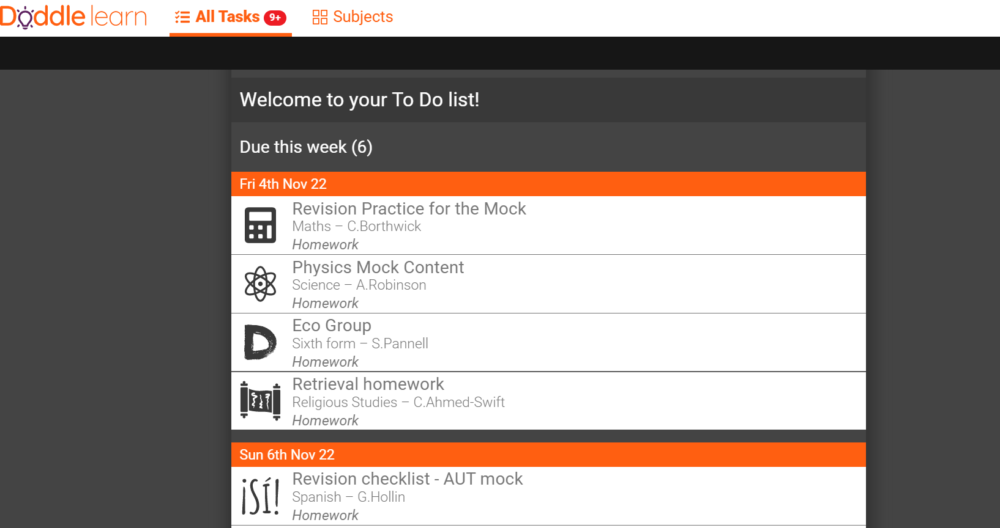 Doddle learn
All Tasks 9+
Subjects
Welcome to your To Do list!
Due this week (6)
Fri 4th Nov 22
Revision Practice for the Mock
Maths – C.Borthwick
Homework
Physics Mock Content
Science – A.Robinson
Homework
D
Eco Group
Sixth form – S.Pannell
Homework
Retrieval homework
Religious Studies – C.Ahmed-Swift
Homework
Sun 6th Nov 22
¡SÍ!
Revision checklist - AUT mock
Spanish – G.Hollin
Homework